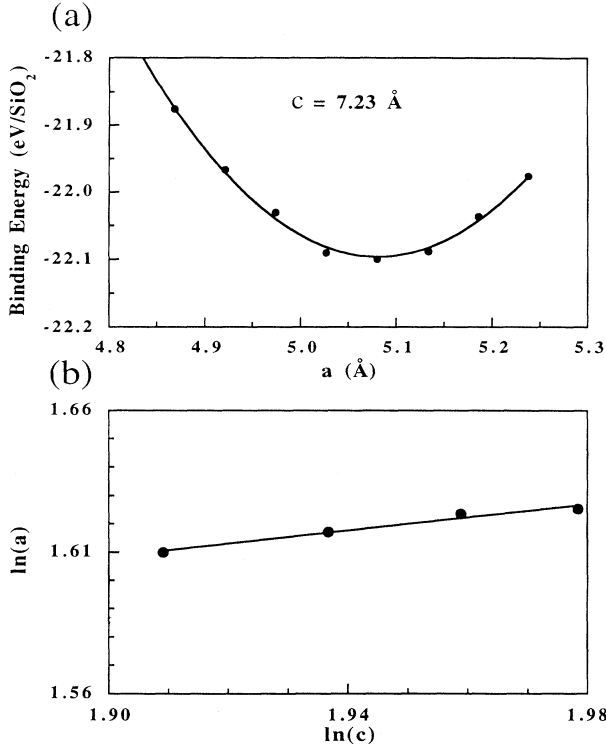 (a)
-21.8
-21.9
-22.0
-22.1
-22.2
Binding Energy (eV/SiO2)
C = 7.23 Å
4.8 4.9 5.0 5.1 5.2 5.3
a (Å)
(b)
1.66
1.61
1.56
ln(a)
1.90 1.94 1.98
ln(c)